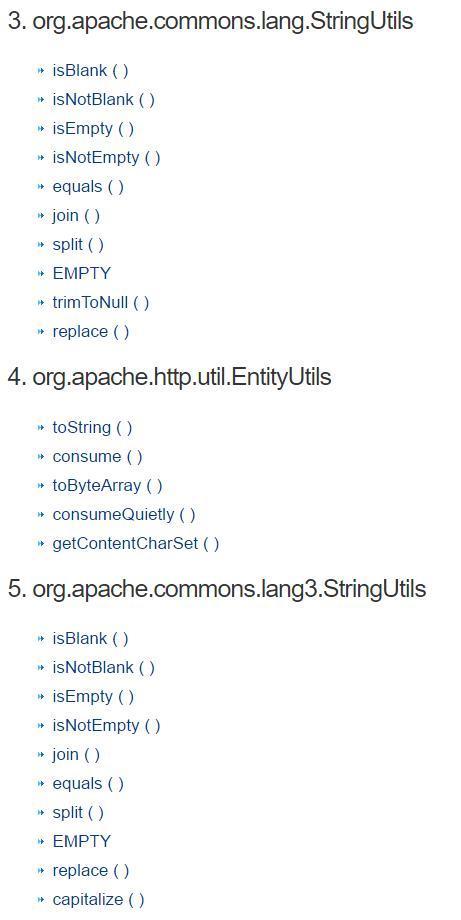 3. org.apache.commons.lang.StringUtils
isBlank ( )
isNotBlank ( )
isEmpty ( )
isNotEmpty ( )
equals ( )
join ( )
split ( )
EMPTY
trimToNull ( )
replace ( )
4. org.apache.http.util.EntityUtils
toString ( )
consume ( )
toByteArray ( )
consumeQuietly ( )
getContentCharSet ( )
5. org.apache.commons.lang3.StringUtils
isBlank ( )
isNotBlank ( )
isEmpty ( )
isNotEmpty ( )
join ( )
equals ( )
split ( )
EMPTY
replace ( )
capitalize ( )